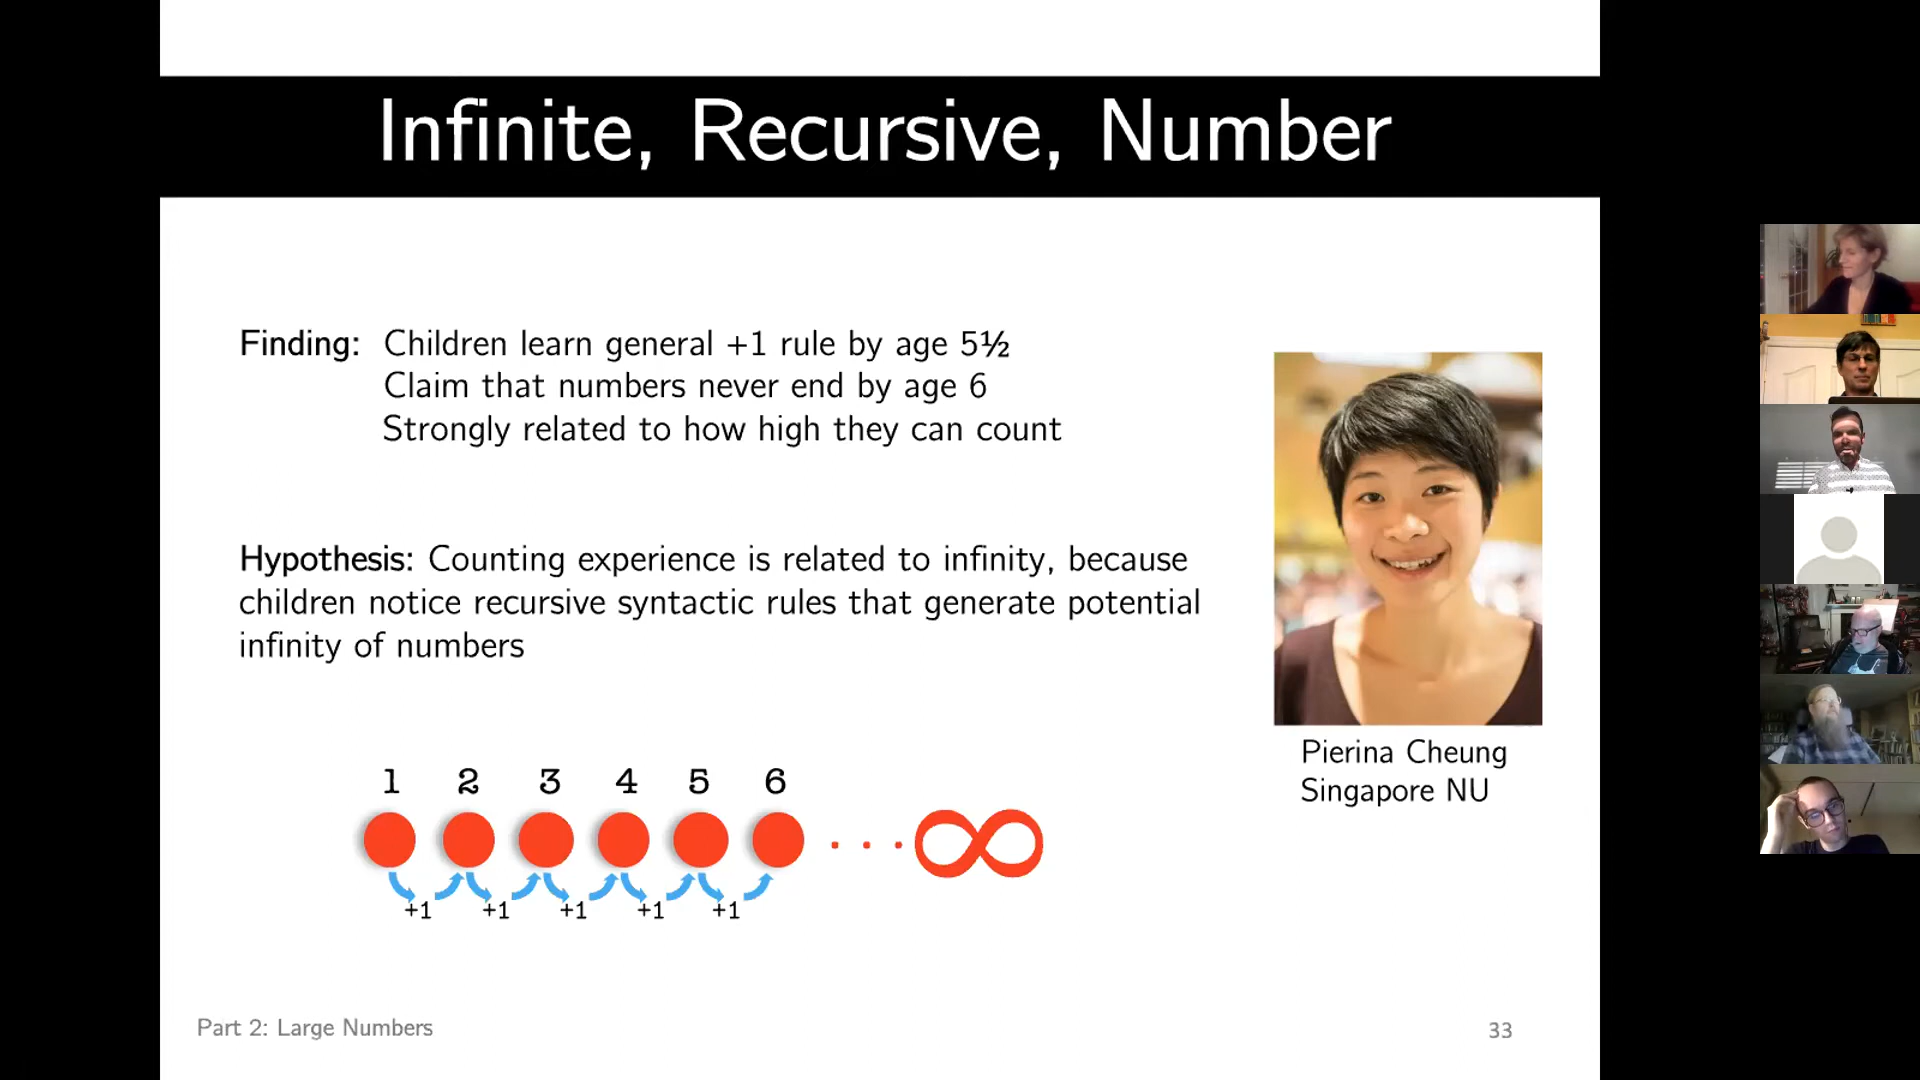 Infinite, Recursive, Number
Finding: Children learn general +1 rule by age 5½
Claim that numbers never end by age 6
Strongly related to how high they can count
Hypothesis: Counting experience is related to infinity, because
children notice recursive syntactic rules that generate potential
infinity of numbers
Pierina Cheung
Singapore NU
1 2 3 4 5 6
. . . ∞
+1 +1 +1 +1 +1
Part 2: Large Numbers
33